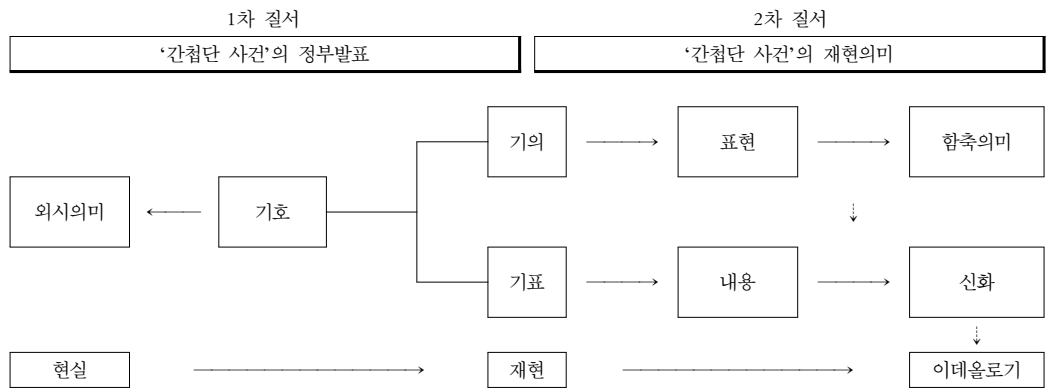 1차 질서 2차 질서
‘간첩단 사건’의 정부발표 ‘간첩단 사건’의 재현의미
기의 표현 함축의미
외시의미 기호
기표 내용 신화
현실 재현 이데올로기